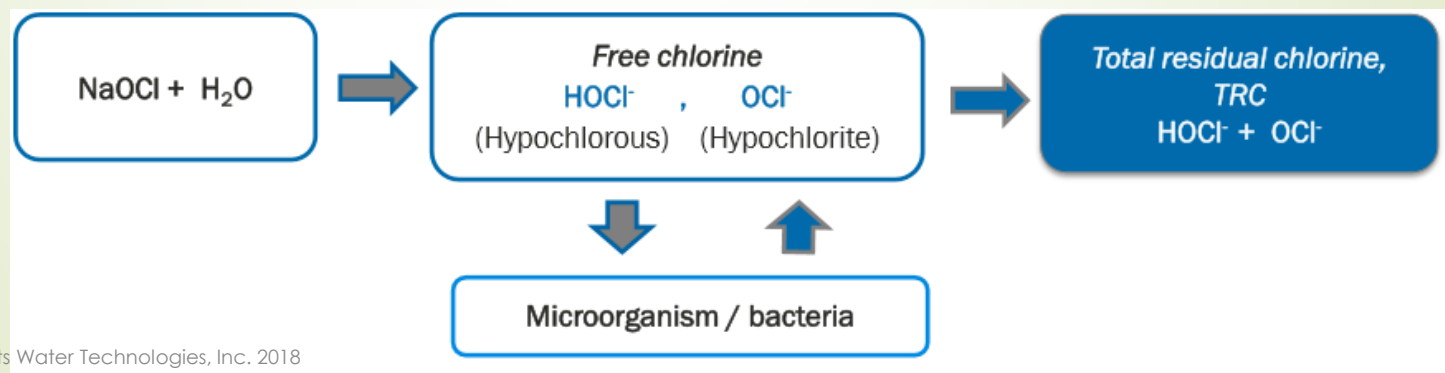 NaOCl + H₂O
Free chlorine
HOCl⁻ , OCl⁻
(Hypochlorous) (Hypochlorite)
Total residual chlorine,
TRC
HOCl⁻ + OCl⁻
Microorganism / bacteria
Water Technologies, Inc. 2018